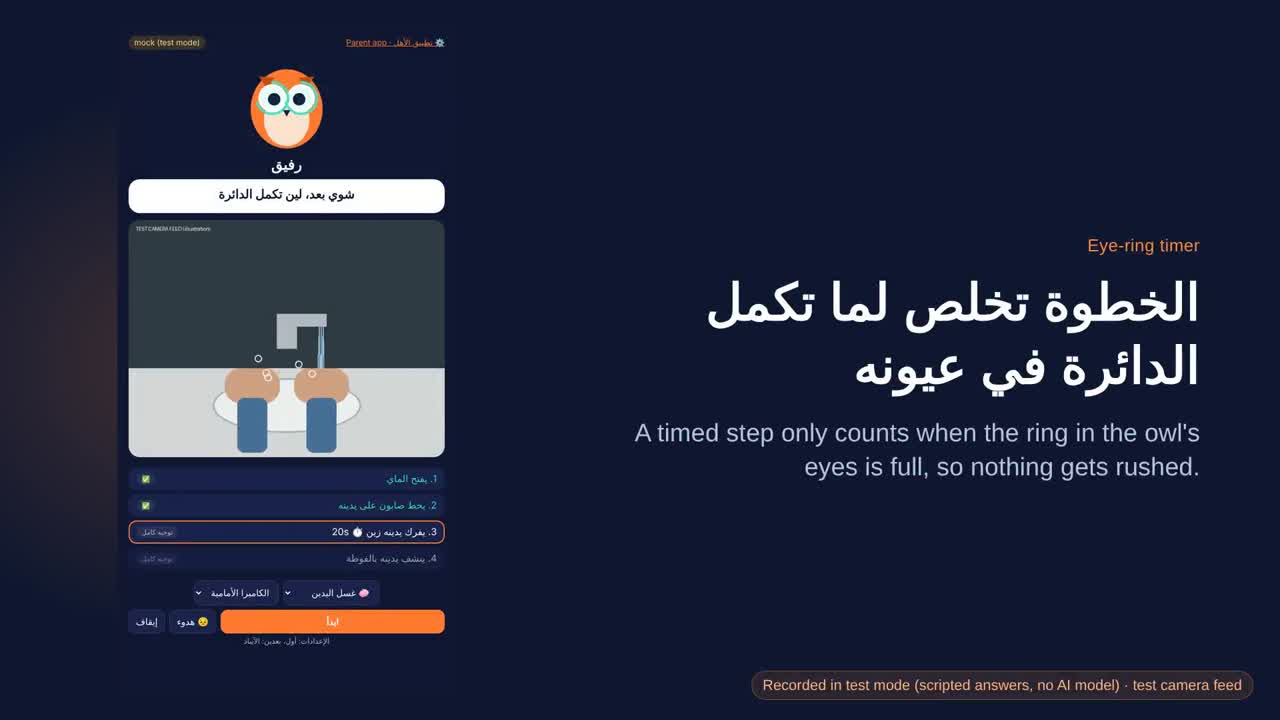 mock (test mode)
⚙️ تطبيق الأهل · Parent app
رفيق
شوي بعد، لين تكمل الدائرة
TEST CAMERA FEED (illustration)
1. يفتح الماي ✅
2. يحط صابون على يدينه ✅
3. يفرك يدينه زين ⏱ 20s توجيه كامل
4. ينشف يدينه بالفوطة توجيه كامل
🧼 غسل اليدين
الكاميرا الأمامية
ابدأ
😣 هدوء
إيقاف
الإعدادات: أول، بعدين: الآيباد
Eye-ring timer
الخطوة تخلص لما تكمل
الدائرة في عيونه
A timed step only counts when the ring in the owl's
eyes is full, so nothing gets rushed.
Recorded in test mode (scripted answers, no AI model) · test camera feed